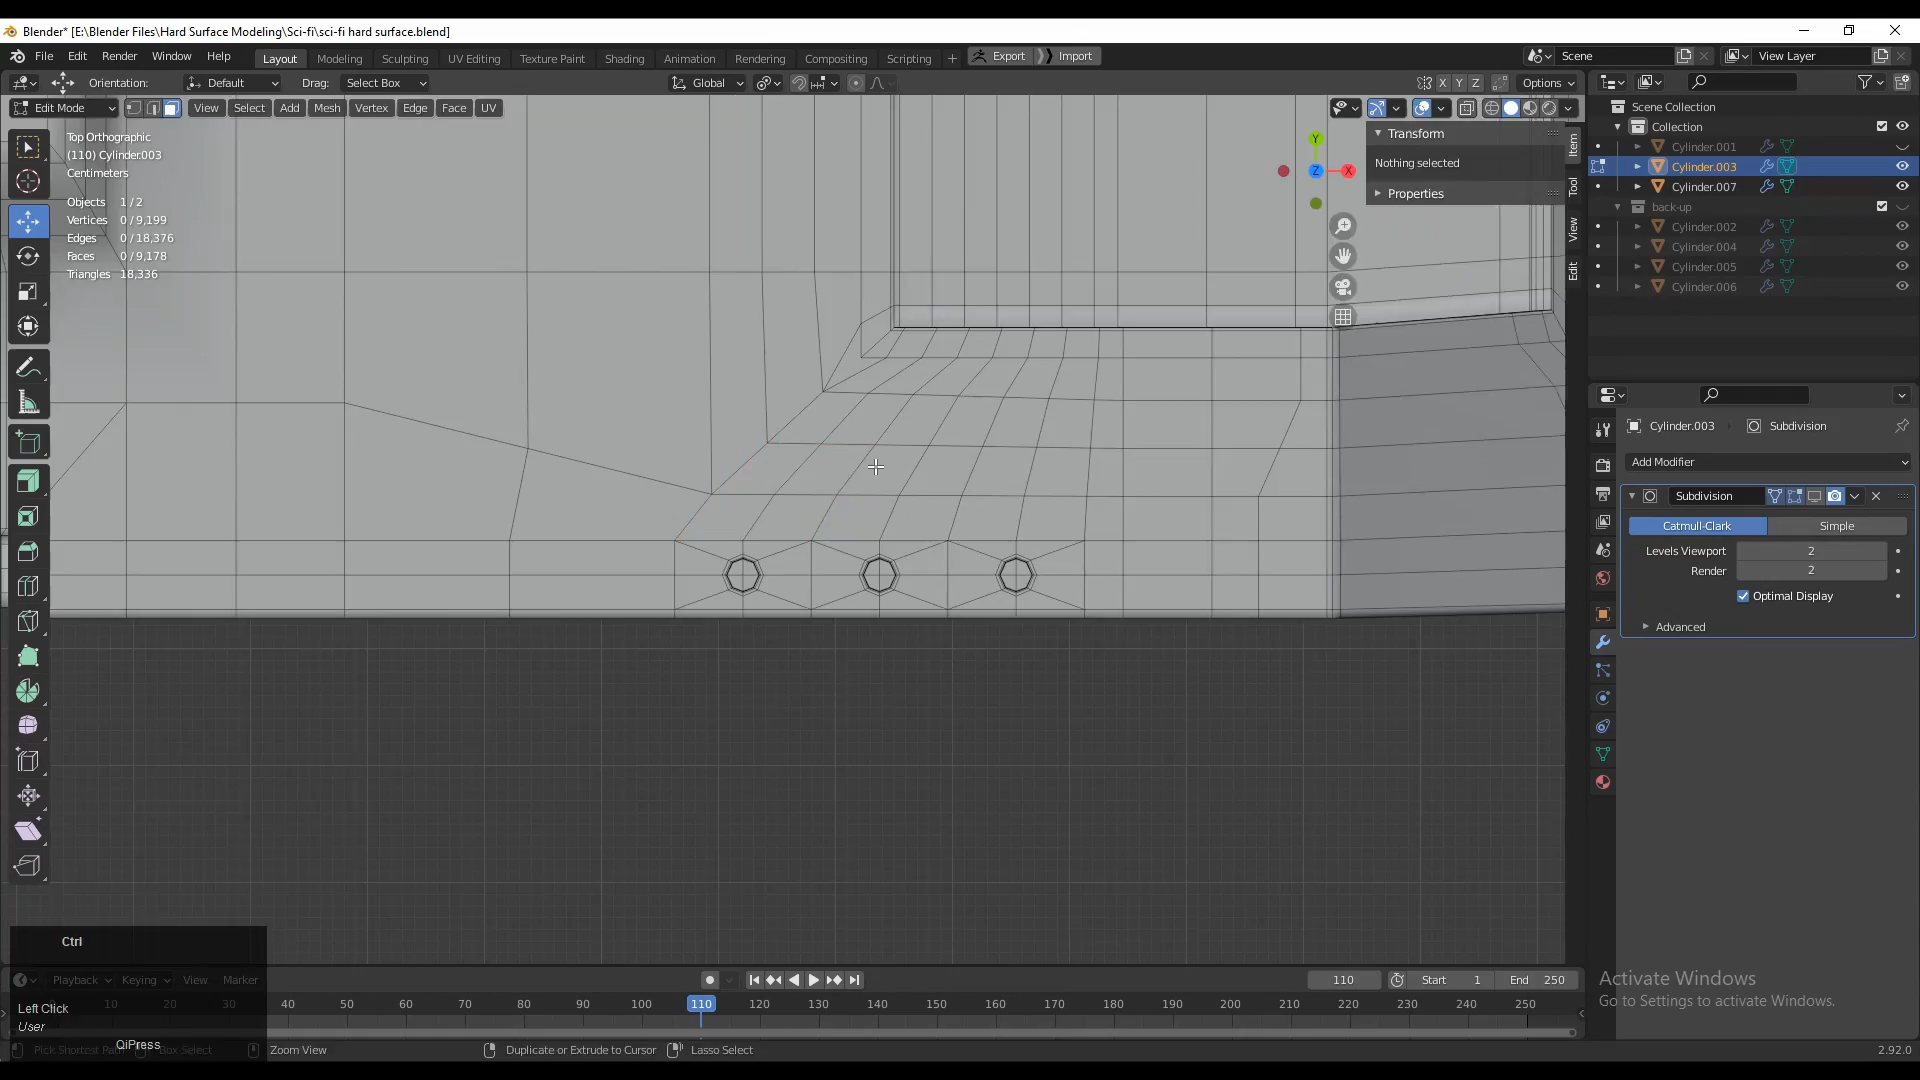 Blender* [E:\Blender Files\Hard Surface Modeling\Sci-fi\sci-fi hard surface.blend]
File Edit Render Window Help Layout Modeling Sculpting UV Editing Texture Paint Shading Animation Rendering Compositing Scripting + Export Import Scene View Layer
Orientation: Default Drag: Select Box Global X Y Z Options
Edit Mode View Select Add Mesh Vertex Edge Face UV
Top Orthographic
(110) Cylinder.003
Centimeters
Objects 1/2
Vertices 0/9,199
Edges 0/18,376
Faces 0/9,178
Triangles 18,336
Y
Z
X
Transform
Nothing selected
Properties
Item
Tool
View
Edit
Scene Collection
Collection
Cylinder.001
Cylinder.003
Cylinder.007
back-up
Cylinder.002
Cylinder.004
Cylinder.005
Cylinder.006
Cylinder.003 Subdivision
Add Modifier
Subdivision
Catmull-Clark Simple
Levels Viewport 2
Render 2
Optimal Display
Advanced
Ctrl
Left Click
User
QiPress
Playback Keying View Marker
110 Start 1 End 250
10 20 30 40 50 60 70 80 90 100 110 120 130 140 150 160 170 180 190 200 210 220 230 240 250
Pick Shortest Path Box Select Zoom View Duplicate or Extrude to Cursor Lasso Select
2.92.0
Activate Windows
Go to Settings to activate Windows.